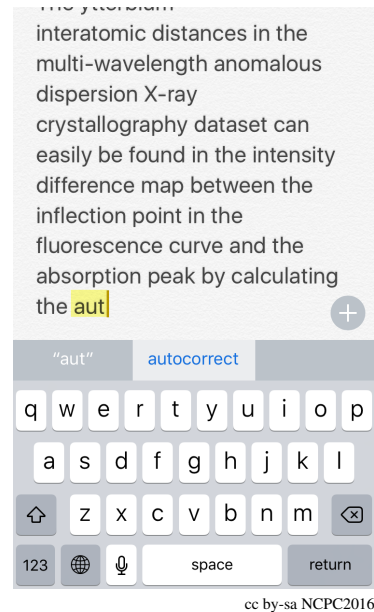 The ytterbium
interatomic distances in the
multi-wavelength anomalous
dispersion X-ray
crystallography dataset can
easily be found in the intensity
difference map between the
inflection point in the
fluorescence curve and the
absorption peak by calculating
the aut
“aut” autocorrect
q w e r t y u i o p
a s d f g h j k l
z x c v b n m
123 space return
cc by-sa NCPC2016